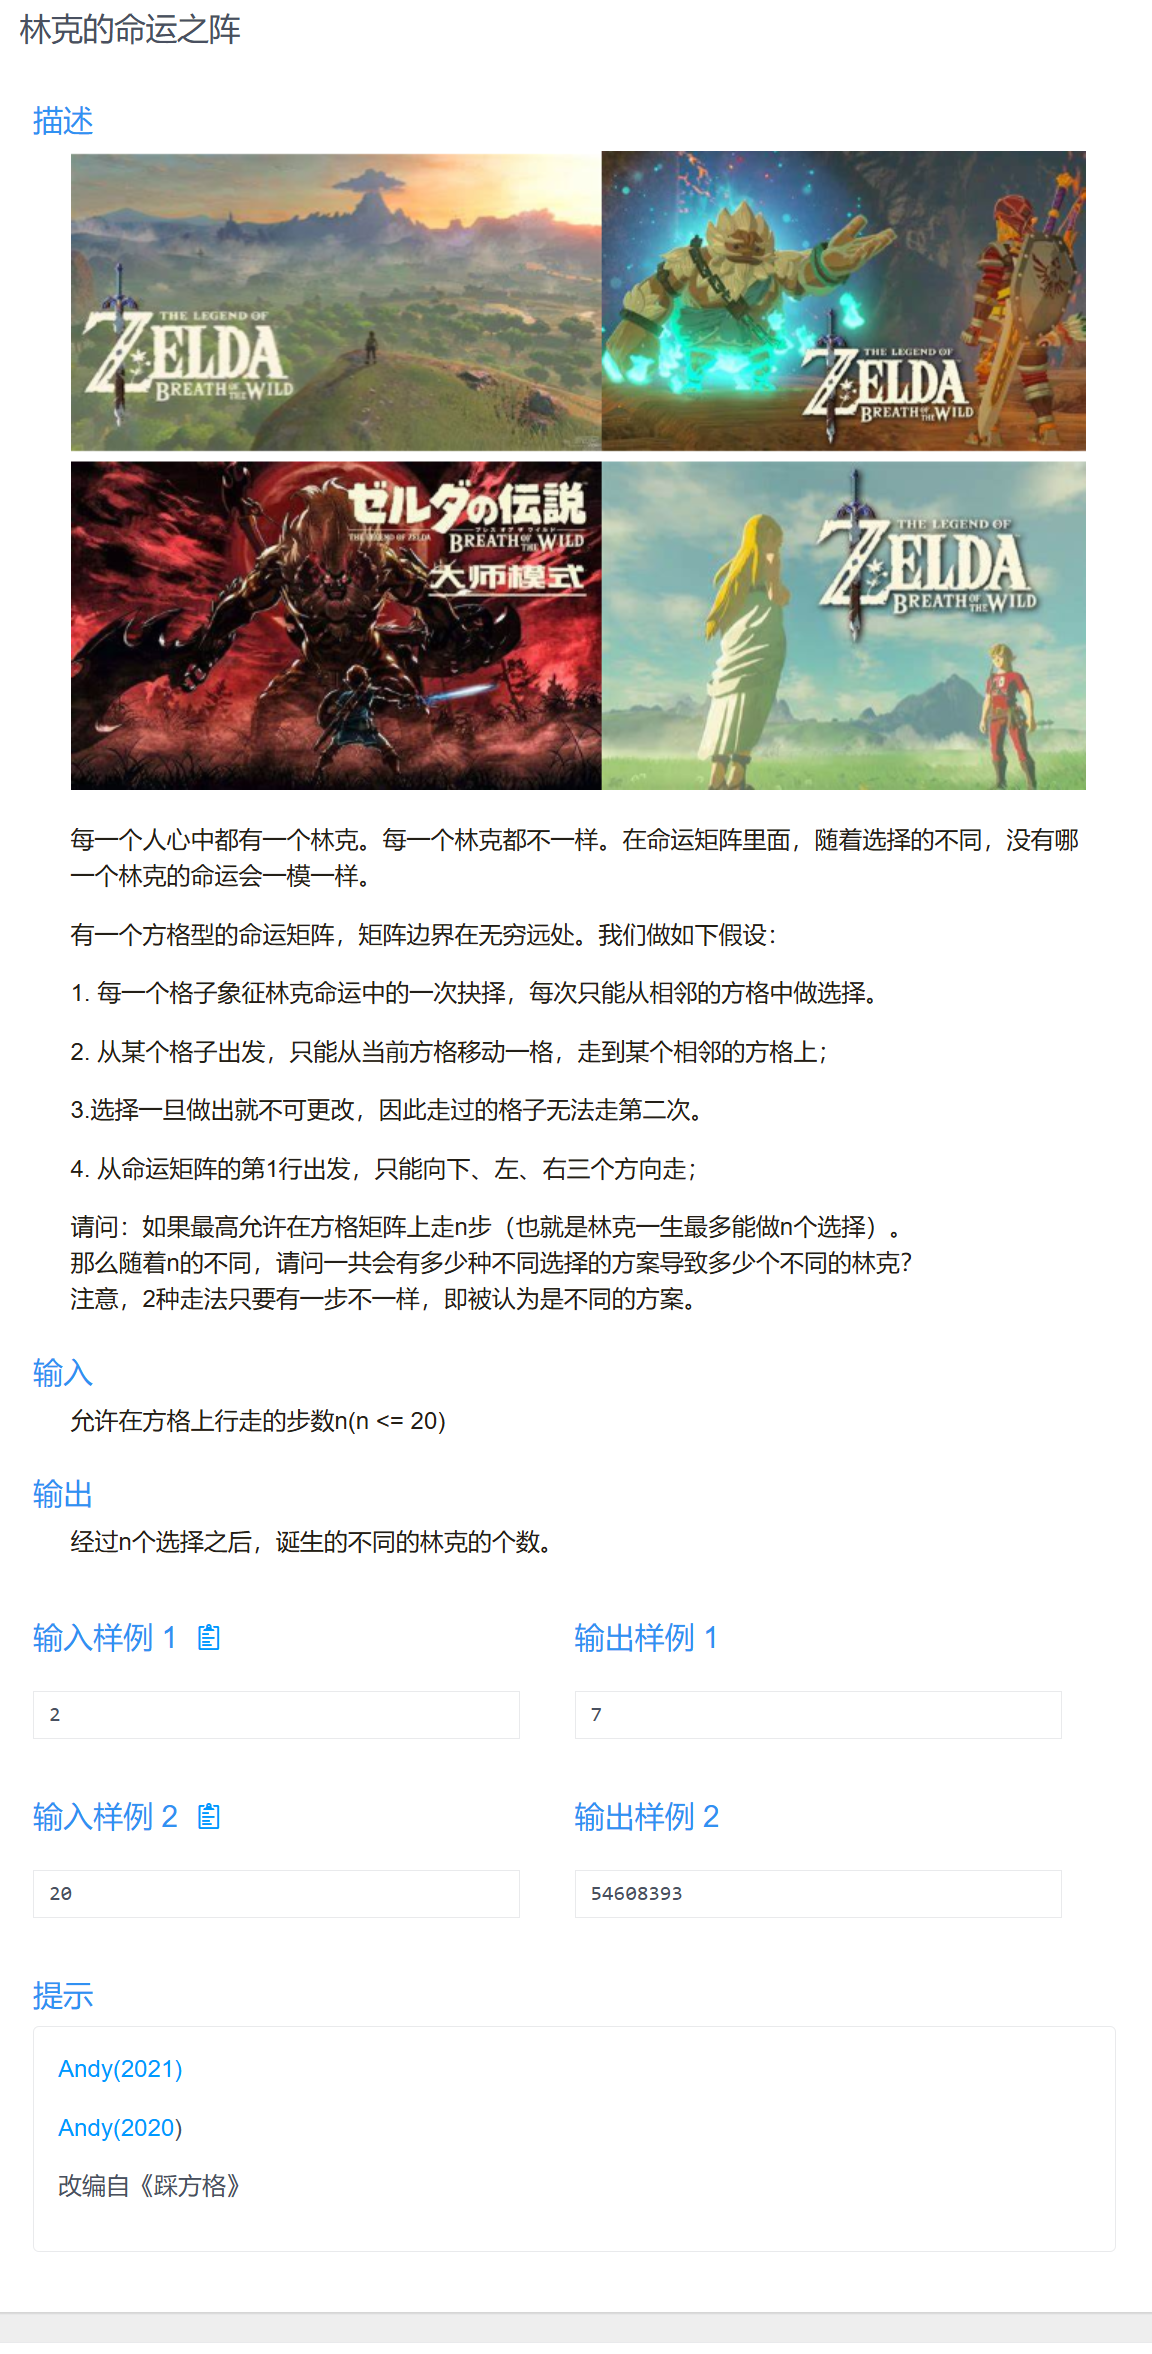 林克的命运之阵
描述
THE LEGEND OF
ZELDA
BREATH OF THE WILD
THE LEGEND OF
ZELDA
BREATH OF THE WILD
ゼルダの伝説
ブレス オブ ザ ワイルド
THE LEGEND OF ZELDA
BREATH OF THE WILD
大师模式
THE LEGEND OF
ZELDA
BREATH OF THE WILD
每一个人心中都有一个林克。每一个林克都不一样。在命运矩阵里面，随着选择的不同，没有哪
一个林克的命运会一模一样。
有一个方格型的命运矩阵，矩阵边界在无穷远处。我们做如下假设：
1. 每一个格子象征林克命运中的一次抉择，每次只能从相邻的方格中做选择。
2. 从某个格子出发，只能从当前方格移动一格，走到某个相邻的方格上；
3.选择一旦做出就不可更改，因此走过的格子无法走第二次。
4. 从命运矩阵的第1行出发，只能向下、左、右三个方向走；
请问：如果最高允许在方格矩阵上走n步（也就是林克一生最多能做n个选择）。
那么随着n的不同，请问一共会有多少种不同选择的方案导致多少个不同的林克？
注意，2种走法只要有一步不一样，即被认为是不同的方案。
输入
允许在方格上行走的步数n(n <= 20)
输出
经过n个选择之后，诞生的不同的林克的个数。
输入样例 1
输出样例 1
2
7
输入样例 2
输出样例 2
20
54608393
提示
Andy(2021)
Andy(2020)
改编自《踩方格》